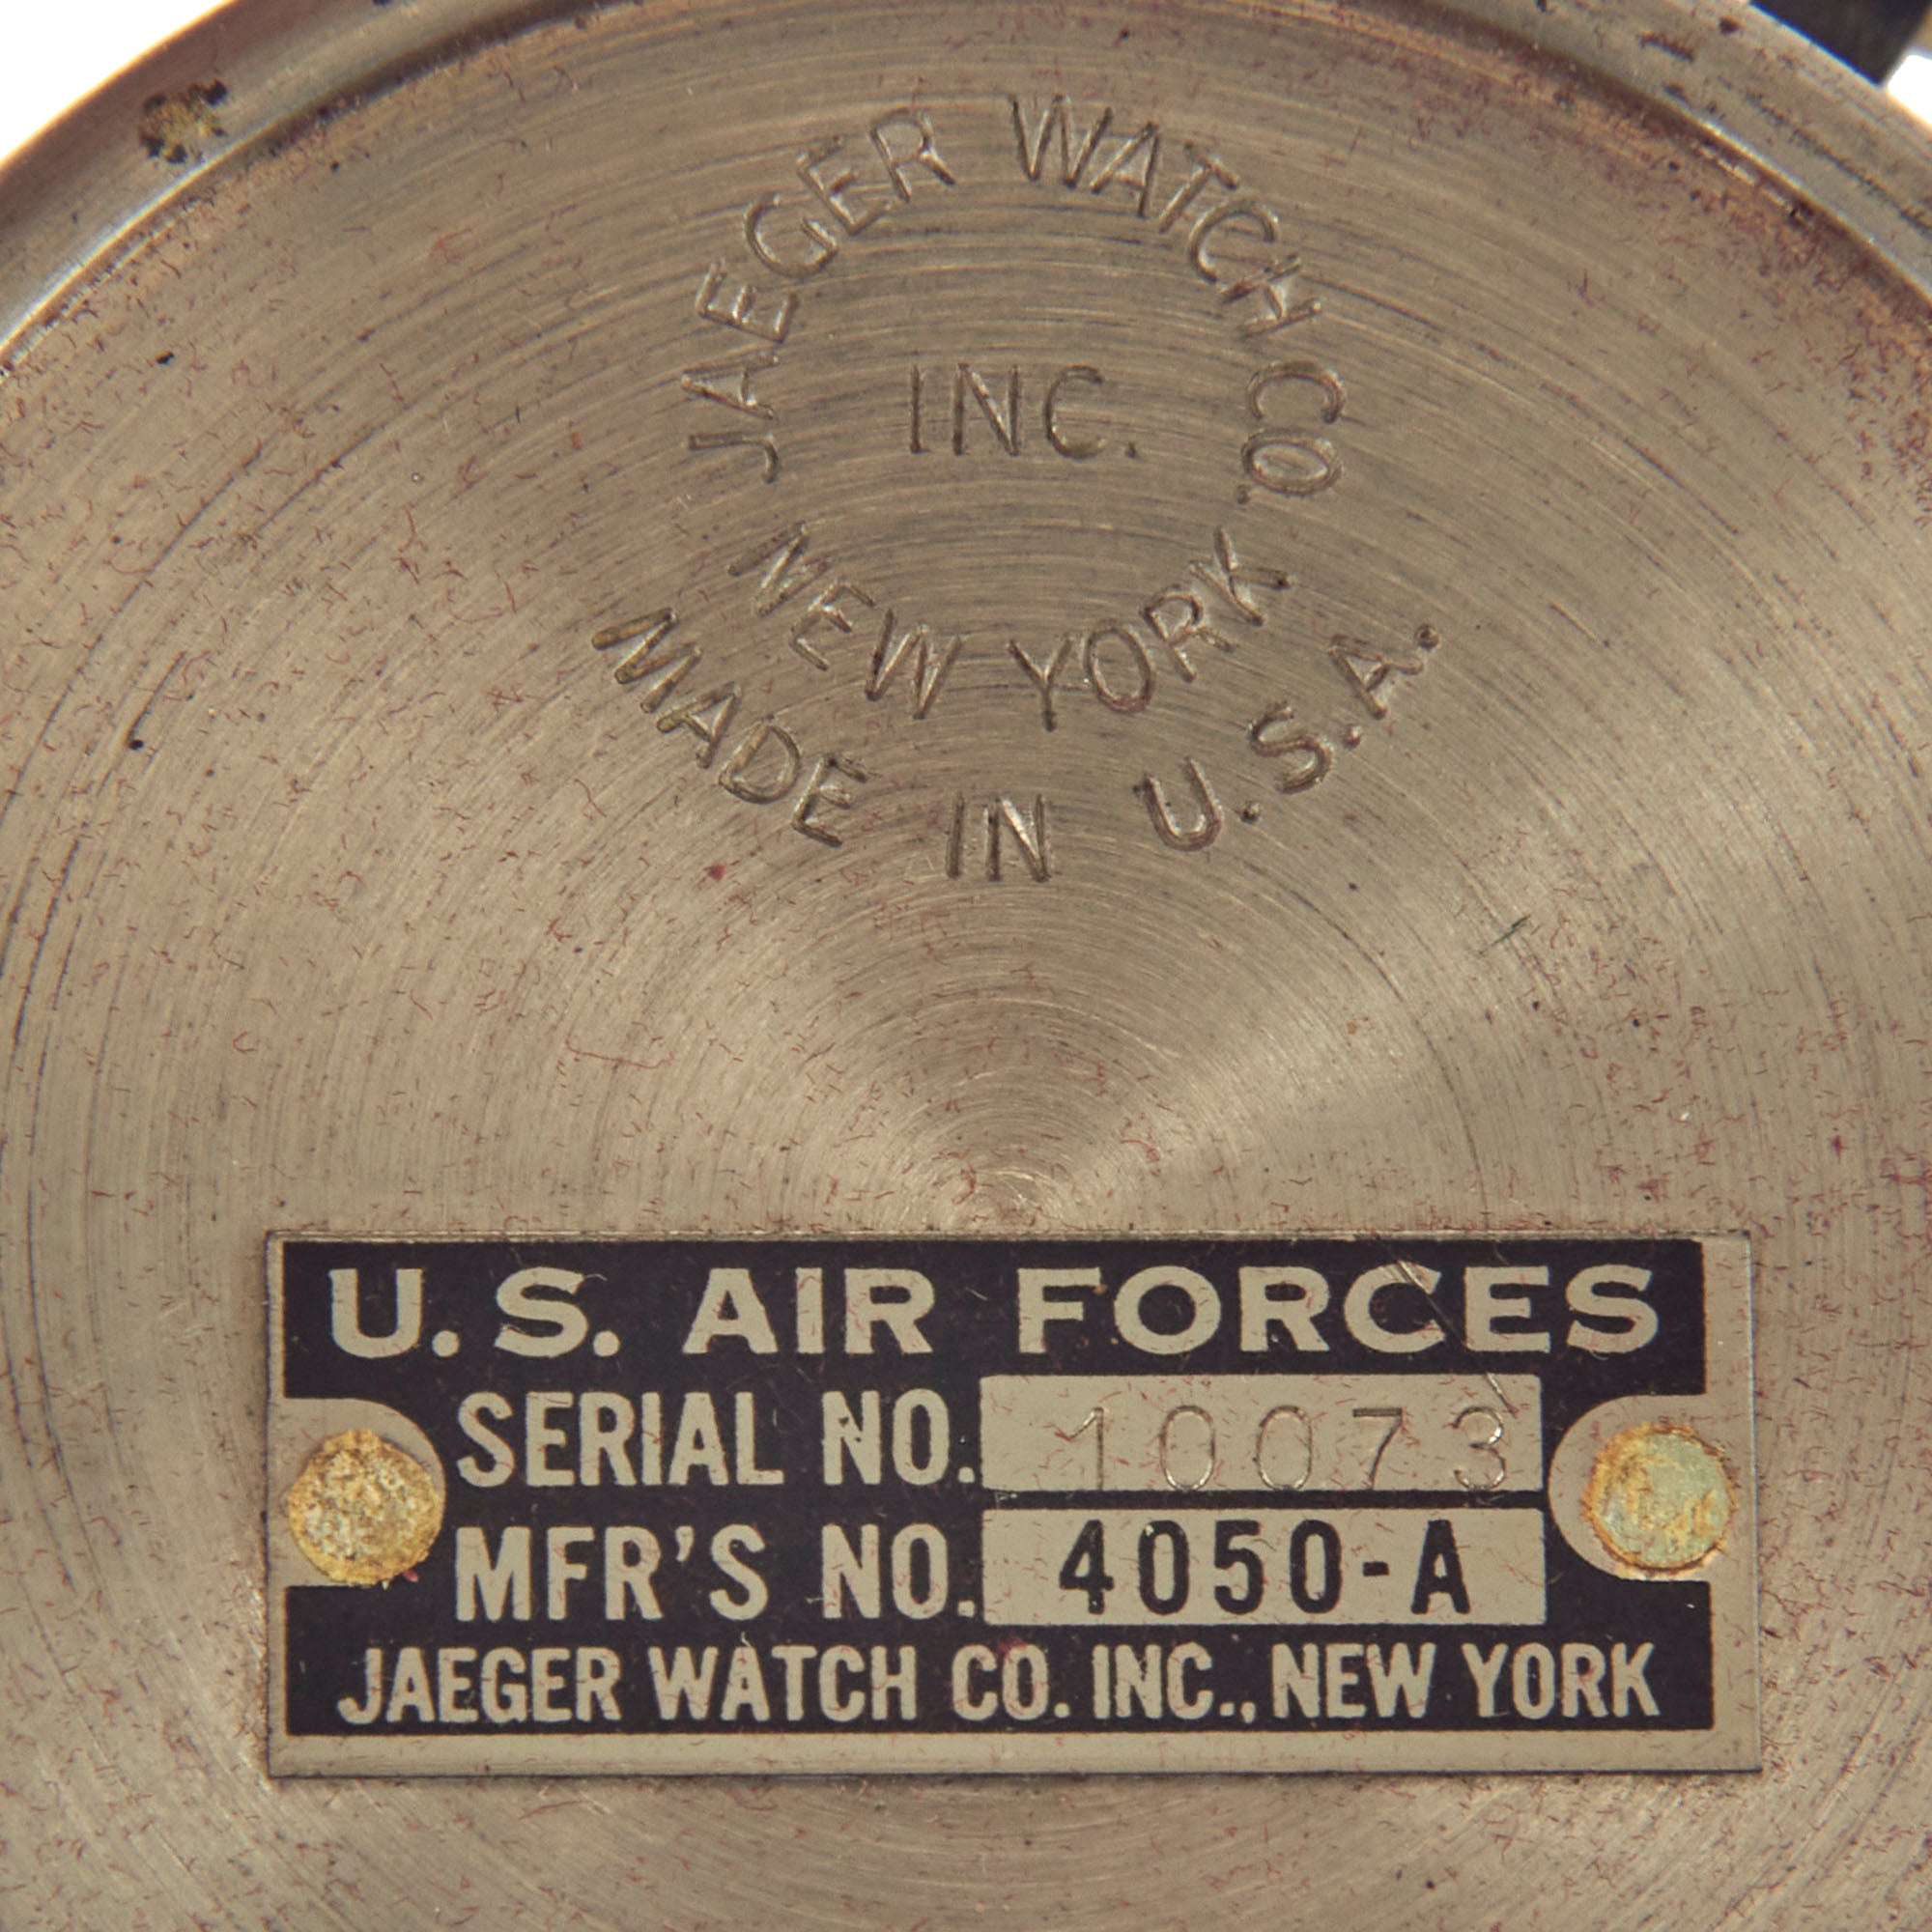 JAEGER WATCH CO.
INC.
NEW YORK
MADE IN U.S.A.
U.S. AIR FORCES
SERIAL NO. 10073
MFR'S NO. 4050-A
JAEGER WATCH CO. INC., NEW YORK